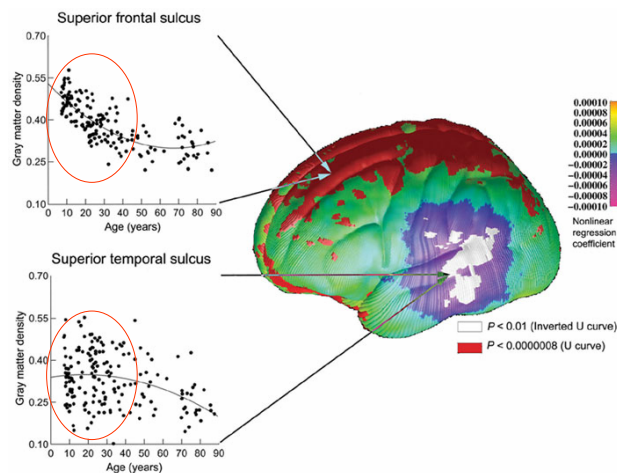 Superior frontal sulcus
0.70
0.55
0.40
0.25
0.10
Gray matter density
0 10 20 30 40 50 60 70 80 90
Age (years)
Superior temporal sulcus
0.70
0.55
0.40
0.25
0.10
Gray matter density
0 10 20 30 40 50 60 70 80 90
Age (years)
0.00010
0.00008
0.00006
0.00004
0.00002
0.00000
−0.00002
−0.00004
−0.00006
−0.00008
−0.00010
Nonlinear
regression
coefficient
P < 0.01 (Inverted U curve)
P < 0.0000008 (U curve)